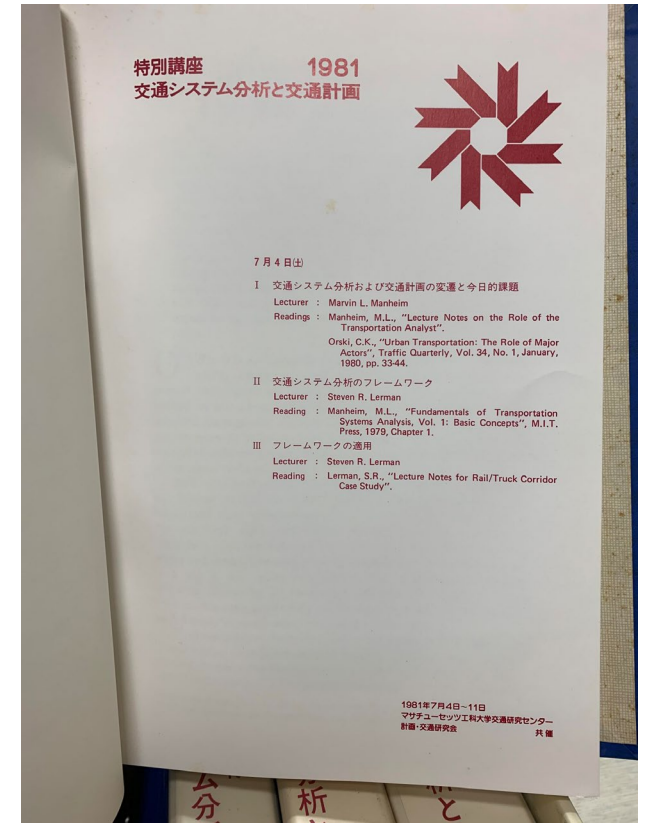 特別講座 1981
交通システム分析と交通計画
7月4日(土)
I 交通システム分析および交通計画の変遷と今日的課題
Lecturer : Marvin L. Manheim
Readings : Manheim, M.L., "Lecture Notes on the Role of the
Transportation Analyst".
Orski, C.K., "Urban Transportation: The Role of Major
Actors", Traffic Quarterly, Vol. 34, No. 1, January,
1980, pp. 33-44.
II 交通システム分析のフレームワーク
Lecturer : Steven R. Lerman
Reading : Manheim, M.L., "Fundamentals of Transportation
Systems Analysis, Vol. 1: Basic Concepts", M.I.T.
Press, 1979, Chapter 1.
III フレームワークの適用
Lecturer : Steven R. Lerman
Reading : Lerman, S.R., "Lecture Notes for Rail/Truck Corridor
Case Study".
1981年7月4日~11日
マサチューセッツ工科大学交通研究センター
計画・交通研究会 共催
ム分
析
と